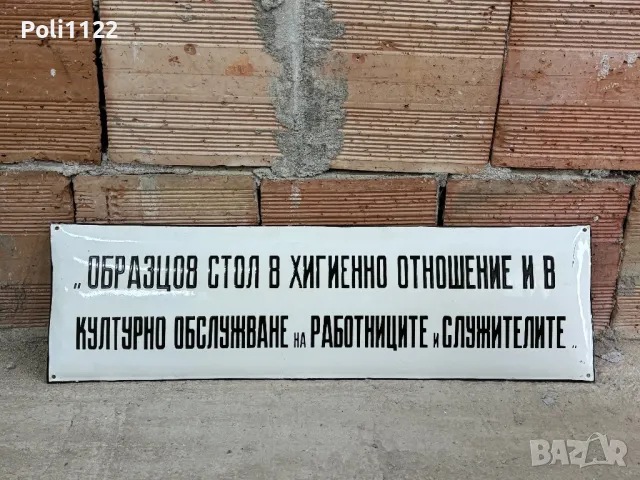 Poli1122
„ОБРАЗЦОВ СТОЛ В ХИГИЕННО ОТНОШЕНИЕ И В
КУЛТУРНО ОБСЛУЖВАНЕ НА РАБОТНИЦИТЕ И СЛУЖИТЕЛИТЕ„
BAZAR